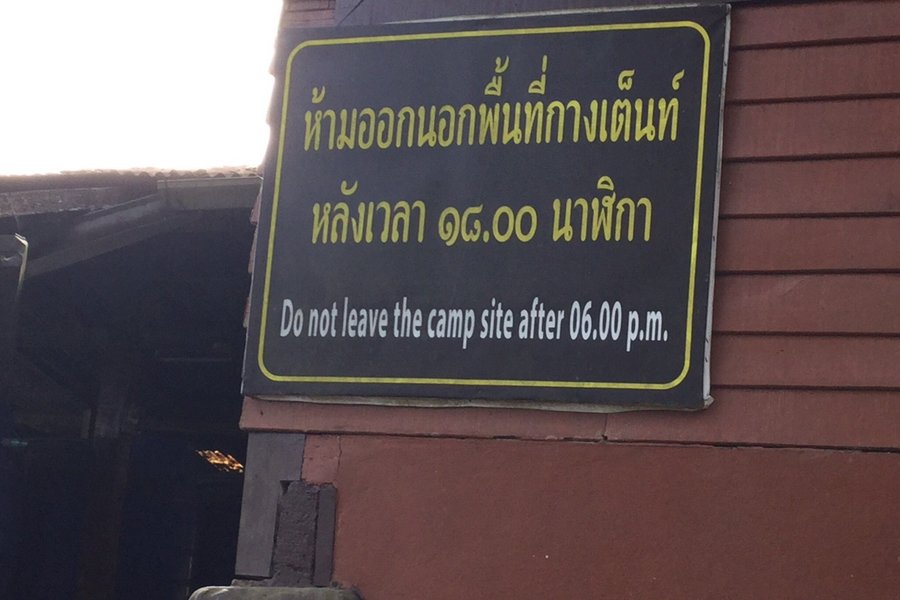 ห้ามออกนอกพื้นที่กางเต็นท์
หลังเวลา ๑๘.๐๐ นาฬิกา
Do not leave the camp site after 06.00 p.m.